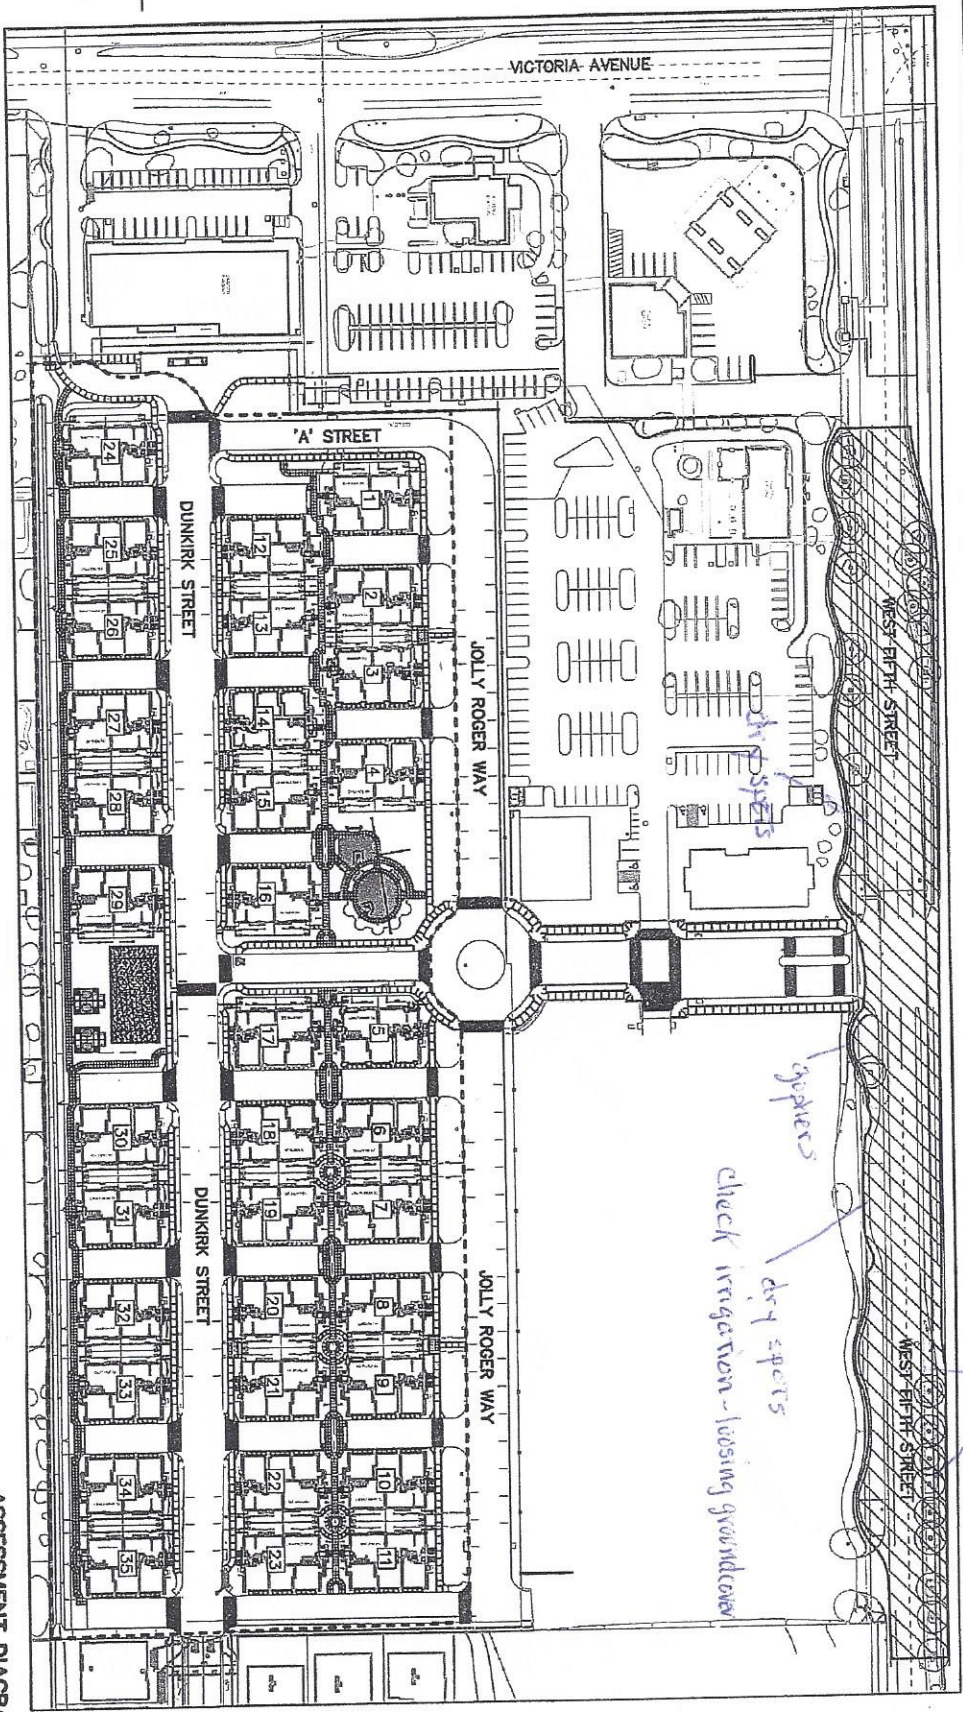 VICTORIA AVENUE
WEST FIFTH STREET
WEST FIFTH STREET
'A' STREET
JOLLY ROGER WAY
JOLLY ROGER WAY
DUNKIRK STREET
DUNKIRK STREET
1
2
3
4
5
6
7
8
9
10
11
12
13
14
15
16
17
18
19
20
21
22
23
24
25
26
27
28
29
30
31
32
33
34
35
dry spots
gophers
dry spots
check irrigation - loosing groundcover